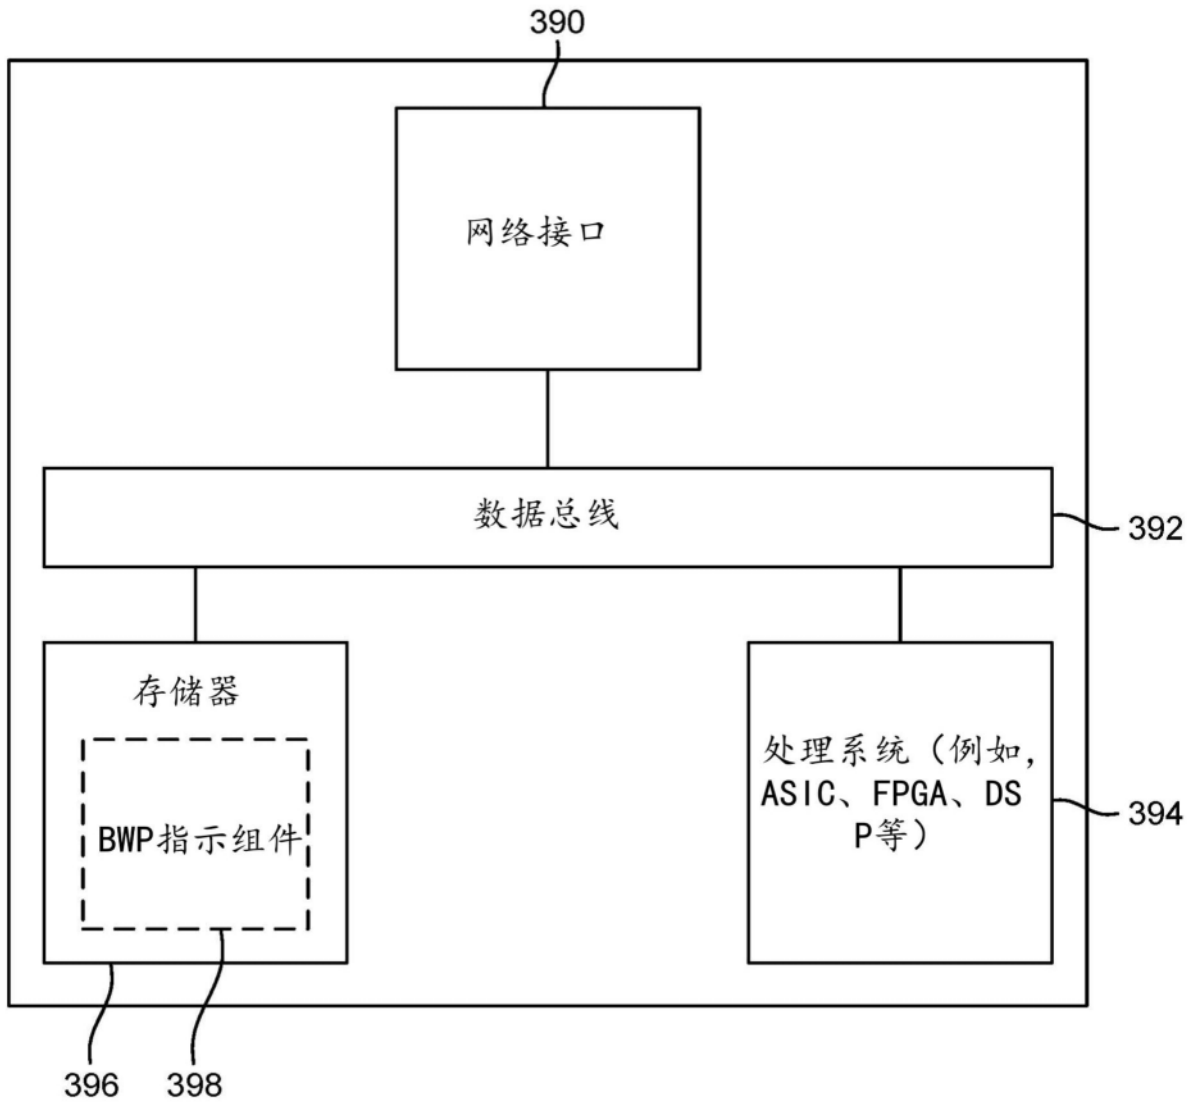 390
网络接口
数据总线
392
存储器
BWP指示组件
处理系统（例如,
ASIC、FPGA、DS
P等）
394
396
398